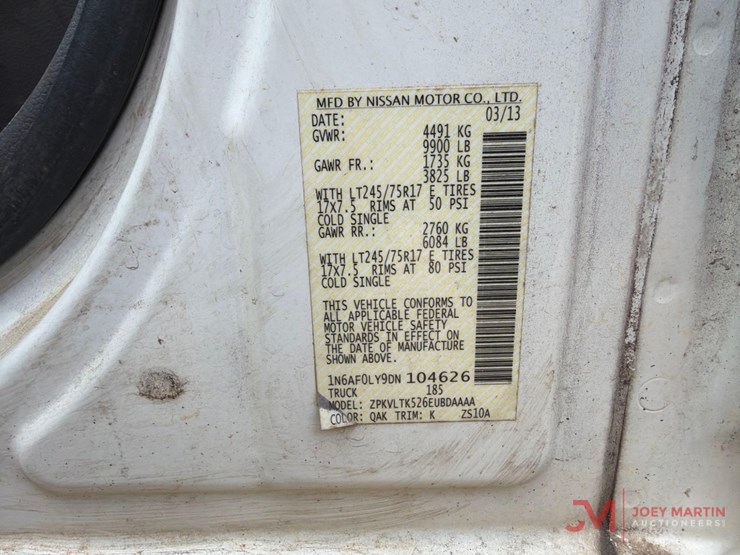 MFD BY NISSAN MOTOR CO., LTD.
DATE: 03/13
GVWR: 4491 KG
9900 LB
GAWR FR.: 1735 KG
3825 LB
WITH LT245/75R17 E TIRES
17X7.5 RIMS AT 50 PSI
COLD SINGLE
GAWR RR.: 2760 KG
6084 LB
WITH LT245/75R17 E TIRES
17X7.5 RIMS AT 80 PSI
COLD SINGLE
THIS VEHICLE CONFORMS TO
ALL APPLICABLE FEDERAL
MOTOR VEHICLE SAFETY
STANDARDS IN EFFECT ON
THE DATE OF MANUFACTURE
SHOWN ABOVE.
1N6AF0LY9DN 104626
TRUCK 185
MODEL: ZPKVLTK526EUBDAAAA
COLOR: QAK TRIM: K ZS10A
JM JOEY MARTIN
AUCTIONEERS!